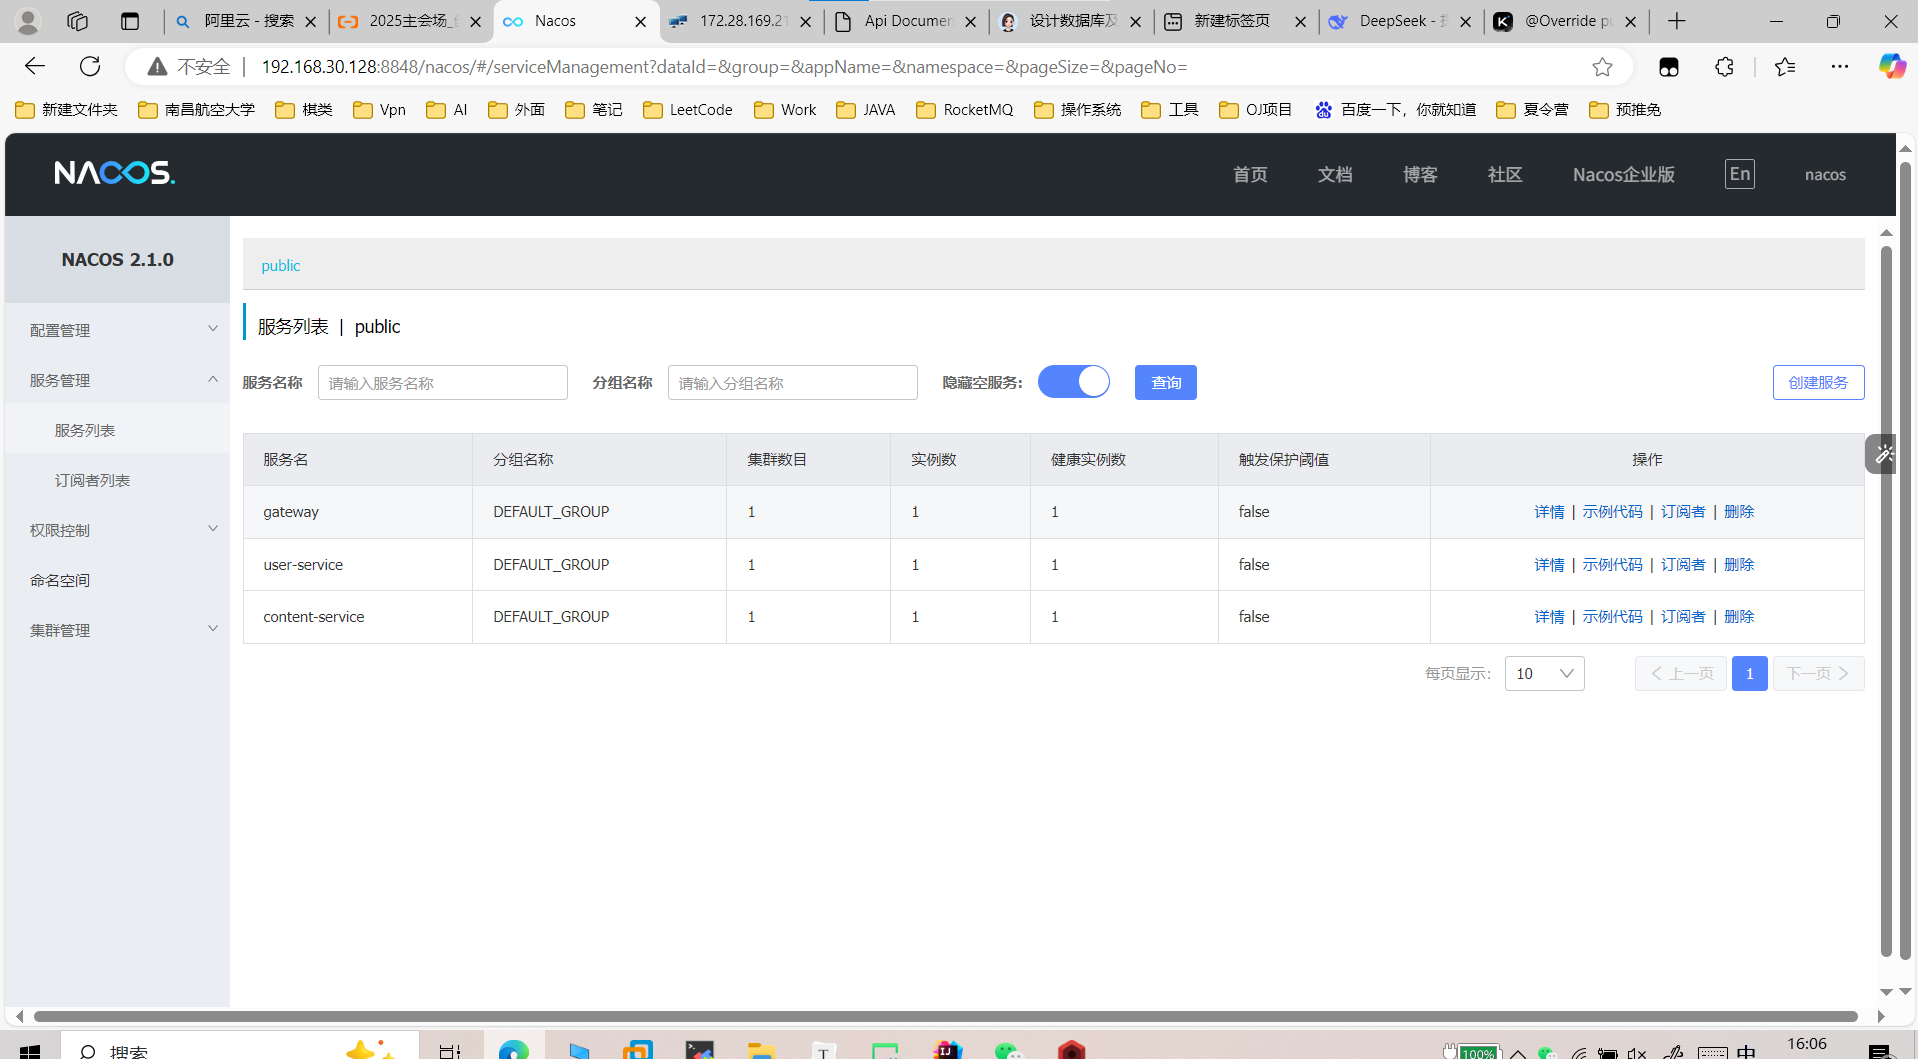 阿里云 - 搜索
2025主会场_
Nacos
172.28.169.21
Api Documen
设计数据库及
新建标签页
DeepSeek - 
@Override pu
不安全
192.168.30.128:8848/nacos/#/serviceManagement?dataId=&group=&appName=&namespace=&pageSize=&pageNo=
新建文件夹
南昌航空大学
棋类
Vpn
AI
外面
笔记
LeetCode
Work
JAVA
RocketMQ
操作系统
工具
OJ项目
百度一下，你就知道
夏令营
预推免
NACOS.
首页
文档
博客
社区
Nacos企业版
En
nacos
NACOS 2.1.0
配置管理
服务管理
服务列表
订阅者列表
权限控制
命名空间
集群管理
public
服务列表 | public
服务名称 请输入服务名称 分组名称 请输入分组名称 隐藏空服务: 查询 创建服务
服务名 分组名称 集群数目 实例数 健康实例数 触发保护阈值 操作
gateway DEFAULT_GROUP 1 1 1 false 详情 | 示例代码 | 订阅者 | 删除
user-service DEFAULT_GROUP 1 1 1 false 详情 | 示例代码 | 订阅者 | 删除
content-service DEFAULT_GROUP 1 1 1 false 详情 | 示例代码 | 订阅者 | 删除
每页显示: 10 上一页 1 下一页
搜索
100%
中
16:06